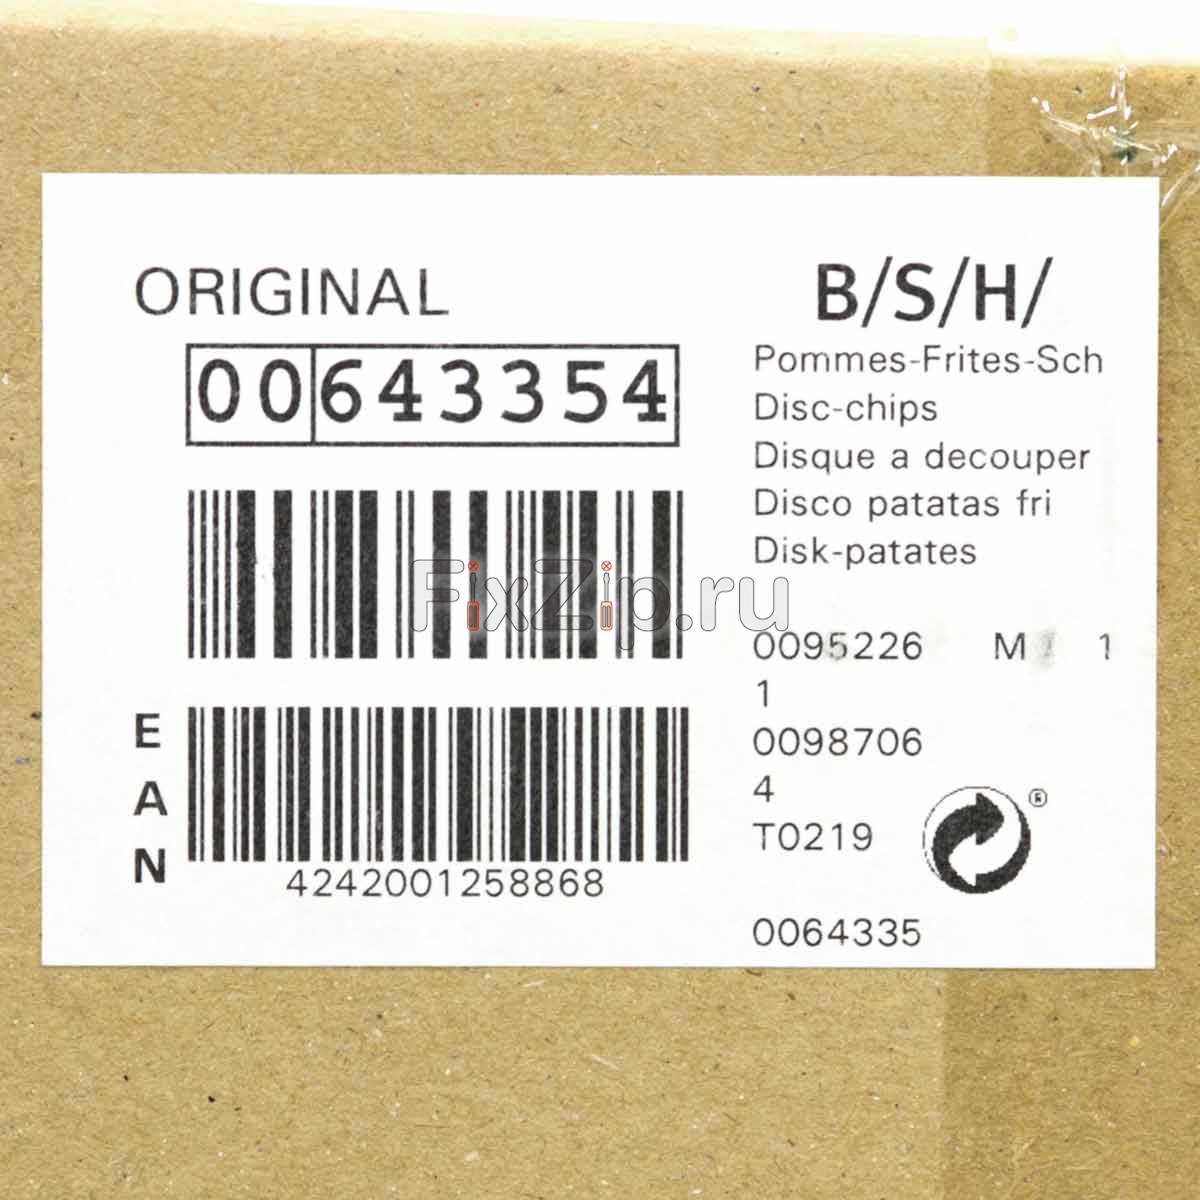 ORIGINAL
00643354
EAN
4242001258868
B/S/H/
Pommes-Frites-Sch
Disc-chips
Disque a decouper
Disco patatas fri
Disk-patates
0095226 M 1
1
0098706
4
T0219
®
0064335
FixZip.ru